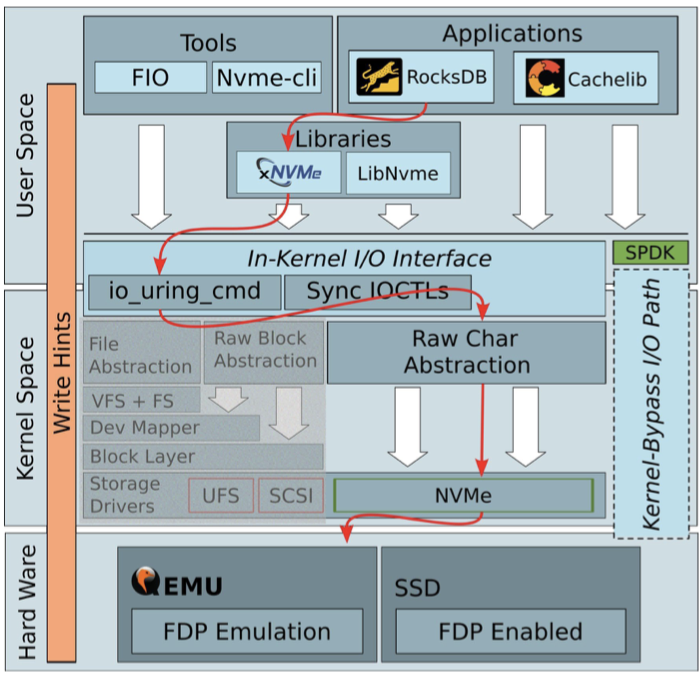 Tools
FIO
Nvme-cli
Applications
RocksDB
Cachelib
Libraries
xNVMe
LibNvme
User Space
In-Kernel I/O Interface
io_uring_cmd
Sync IOCTLs
SPDK
Kernel-Bypass I/O Path
Write Hints
Kernel Space
File
Abstraction
Raw Block
Abstraction
Raw Char
Abstraction
VFS + FS
Dev Mapper
Block Layer
Storage
Drivers
UFS
SCSI
NVMe
Hard Ware
QEMU
FDP Emulation
SSD
FDP Enabled